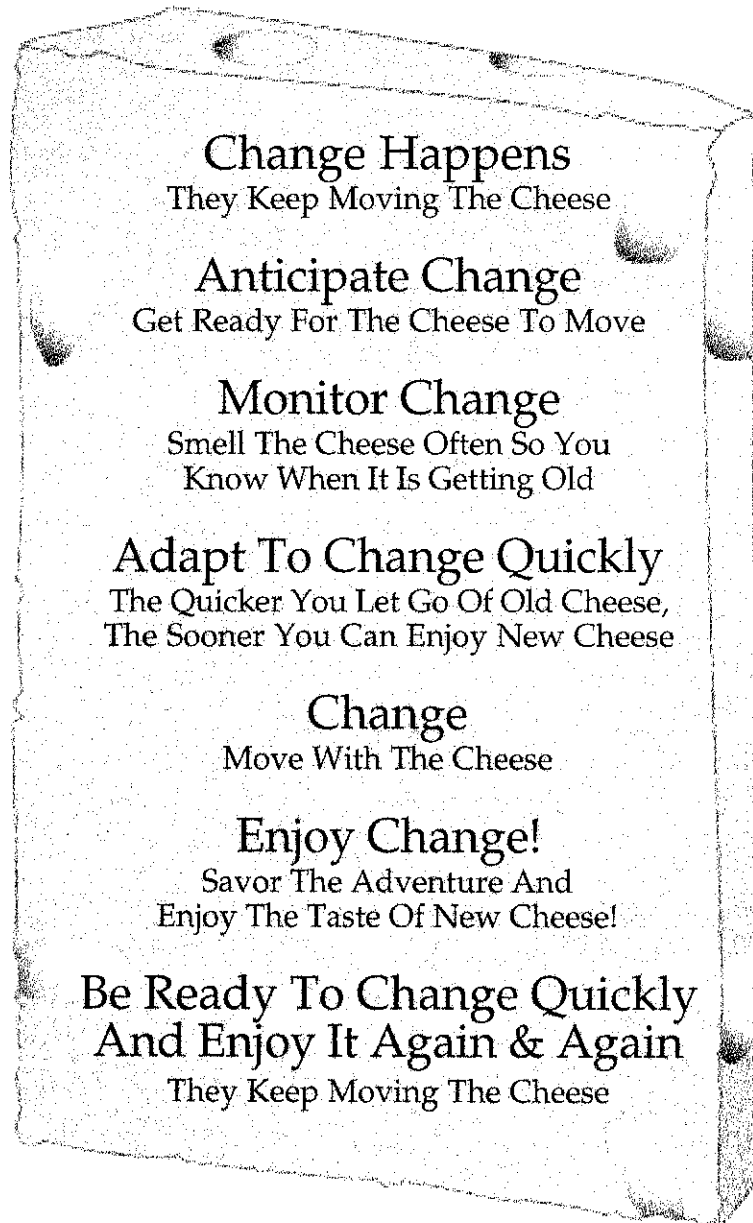 Change Happens
They Keep Moving The Cheese
Anticipate Change
Get Ready For The Cheese To Move
Monitor Change
Smell The Cheese Often So You
Know When It Is Getting Old
Adapt To Change Quickly
The Quicker You Let Go Of Old Cheese,
The Sooner You Can Enjoy New Cheese
Change
Move With The Cheese
Enjoy Change!
Savor The Adventure And
Enjoy The Taste Of New Cheese!
Be Ready To Change Quickly
And Enjoy It Again & Again
They Keep Moving The Cheese